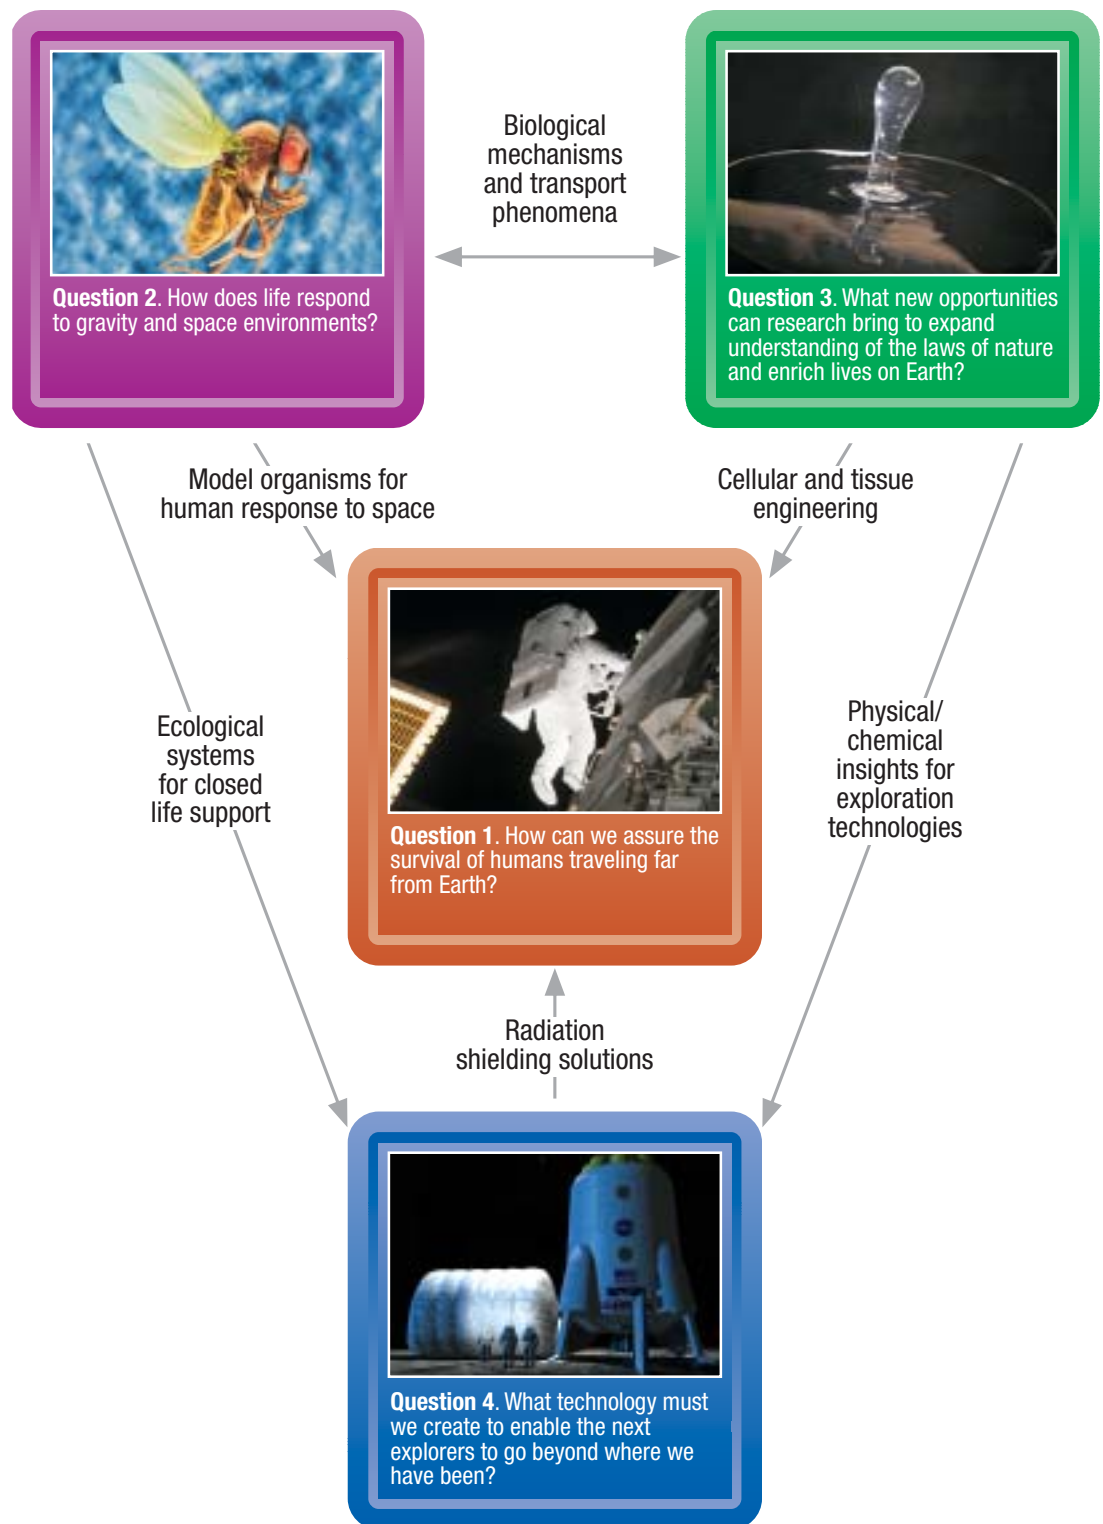 Biological
mechanisms
and transport
phenomena
Question 2. How does life respond
to gravity and space environments?
Question 3. What new opportunities
can research bring to expand
understanding of the laws of nature
and enrich lives on Earth?
Model organisms for
human response to space
Cellular and tissue
engineering
Ecological
systems
for closed
life support
Physical/
chemical
insights for
exploration
technologies
Question 1. How can we assure the
survival of humans traveling far
from Earth?
Radiation
shielding solutions
Question 4. What technology must
we create to enable the next
explorers to go beyond where we
have been?